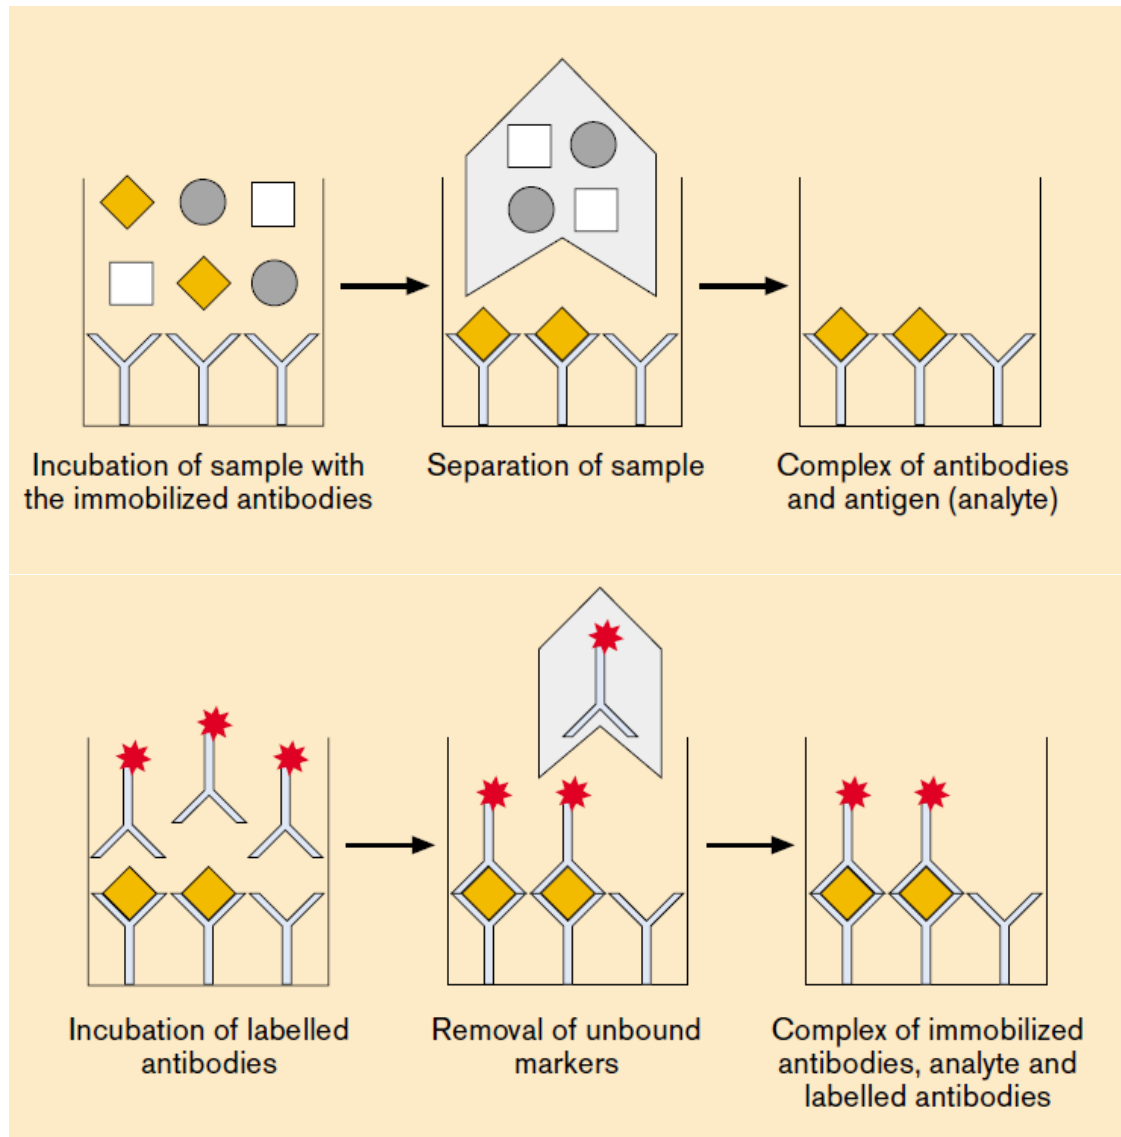 Incubation of sample with
the immobilized antibodies
Separation of sample
Complex of antibodies
and antigen (analyte)
Incubation of labelled
antibodies
Removal of unbound
markers
Complex of immobilized
antibodies, analyte and
labelled antibodies